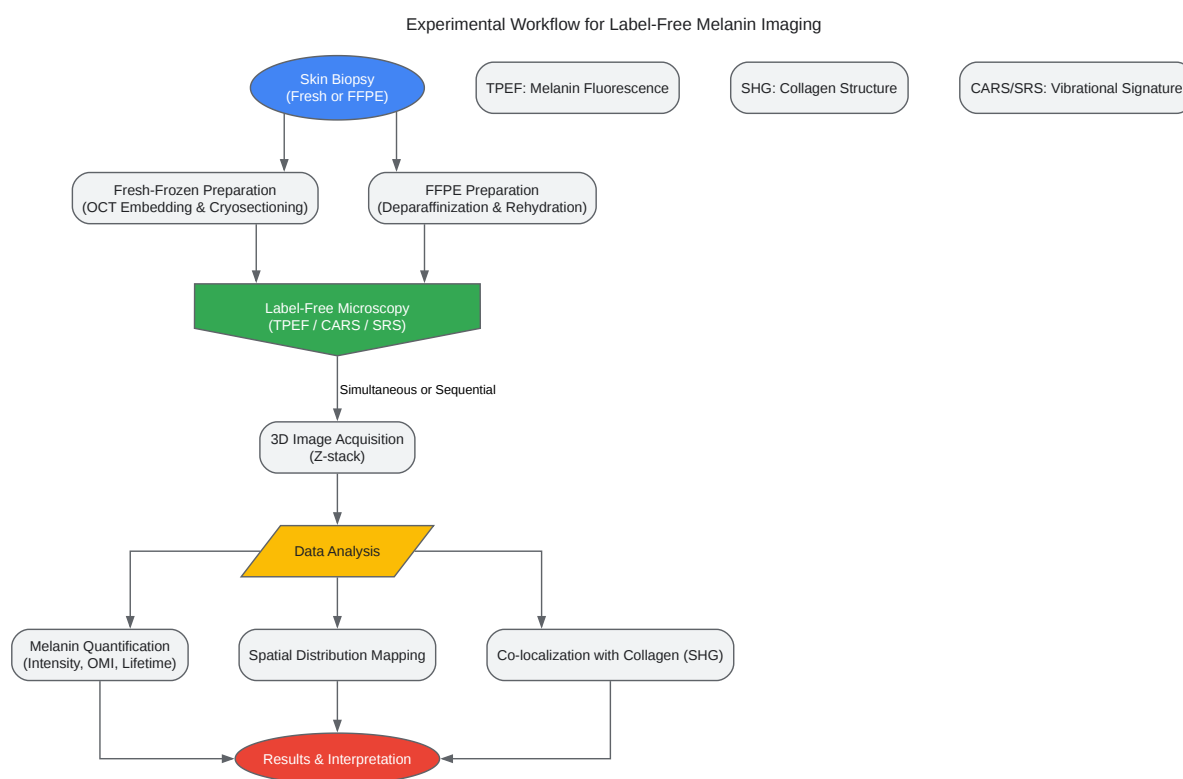 Experimental Workflow for Label-Free Melanin Imaging
Skin Biopsy
(Fresh or FFPE)
TPEF: Melanin Fluorescence
SHG: Collagen Structure
CARS/SRS: Vibrational Signature
Fresh-Frozen Preparation
(OCT Embedding & Cryosectioning)
FFPE Preparation
(Deparaffinization & Rehydration)
Label-Free Microscopy
(TPEF / CARS / SRS)
Simultaneous or Sequential
3D Image Acquisition
(Z-stack)
Data Analysis
Melanin Quantification
(Intensity, OMI, Lifetime)
Spatial Distribution Mapping
Co-localization with Collagen (SHG)
Results & Interpretation